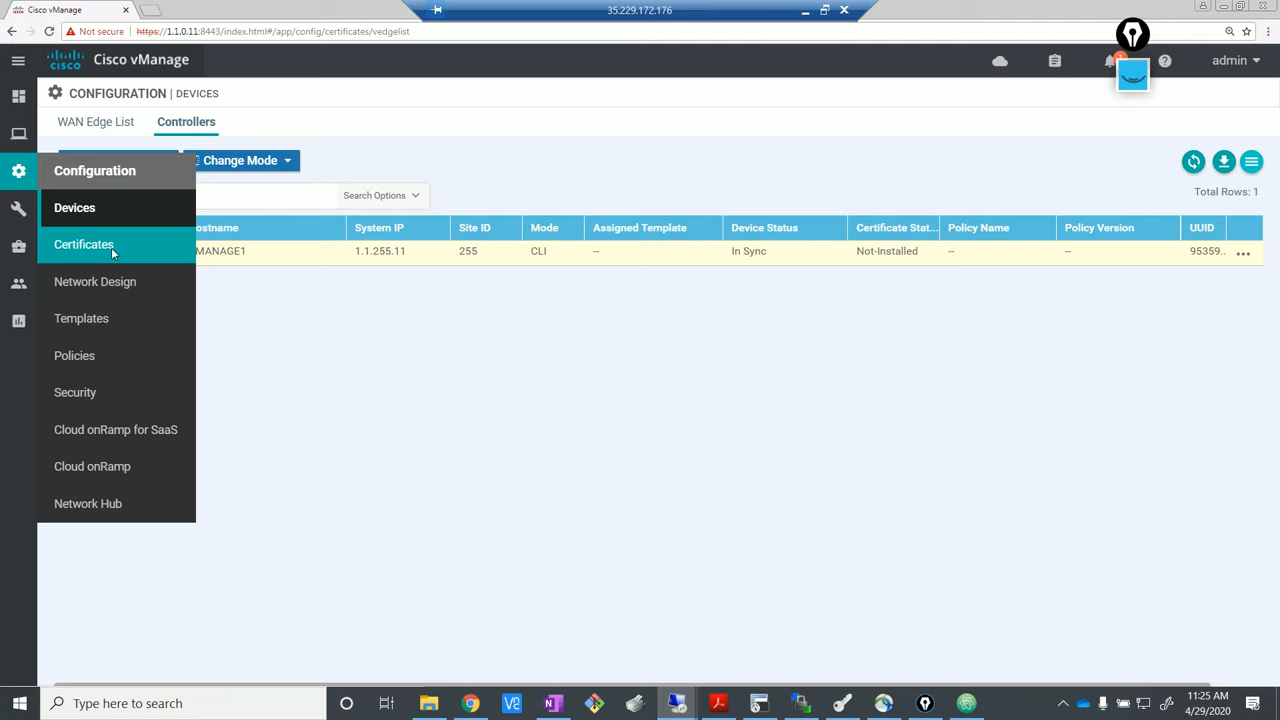 Cisco vManage
35.229.172.176
Not secure | https://1.1.0.11:8443/index.html#/app/config/certificates/vedgelist
cisco
Cisco vManage
admin
CONFIGURATION | DEVICES
WAN Edge List
Controllers
Configuration
Change Mode
Devices
Search Options
Total Rows: 1
ostname
System IP
Site ID
Mode
Assigned Template
Device Status
Certificate Stat...
Policy Name
Policy Version
UUID
Certificates
MANAGE1
1.1.255.11
255
CLI
--
In Sync
Not-Installed
--
--
95359..
Network Design
Templates
Policies
Security
Cloud onRamp for SaaS
Cloud onRamp
Network Hub
Type here to search
11:25 AM
4/29/2020